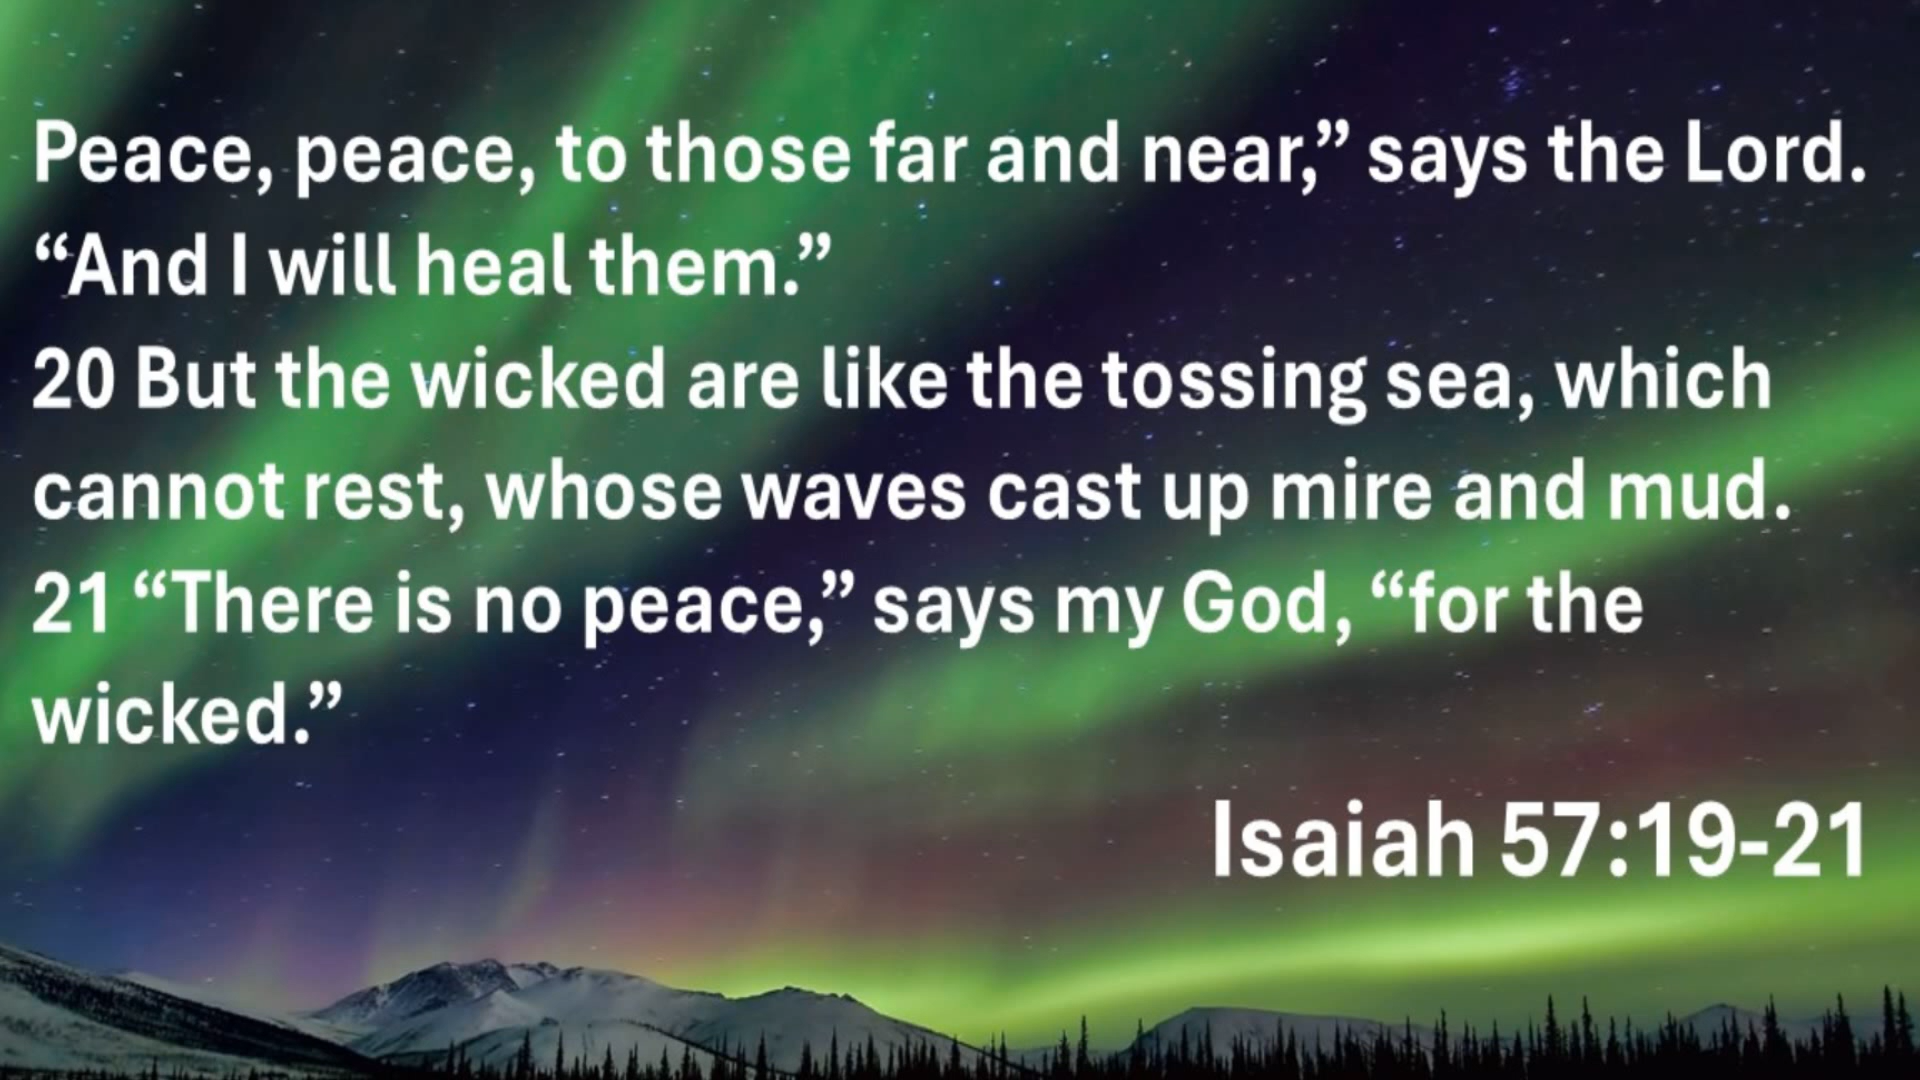 Peace, peace, to those far and near,” says the Lord.
“And I will heal them.”
20 But the wicked are like the tossing sea, which
cannot rest, whose waves cast up mire and mud.
21 “There is no peace,” says my God, “for the
wicked.”
Isaiah 57:19-21